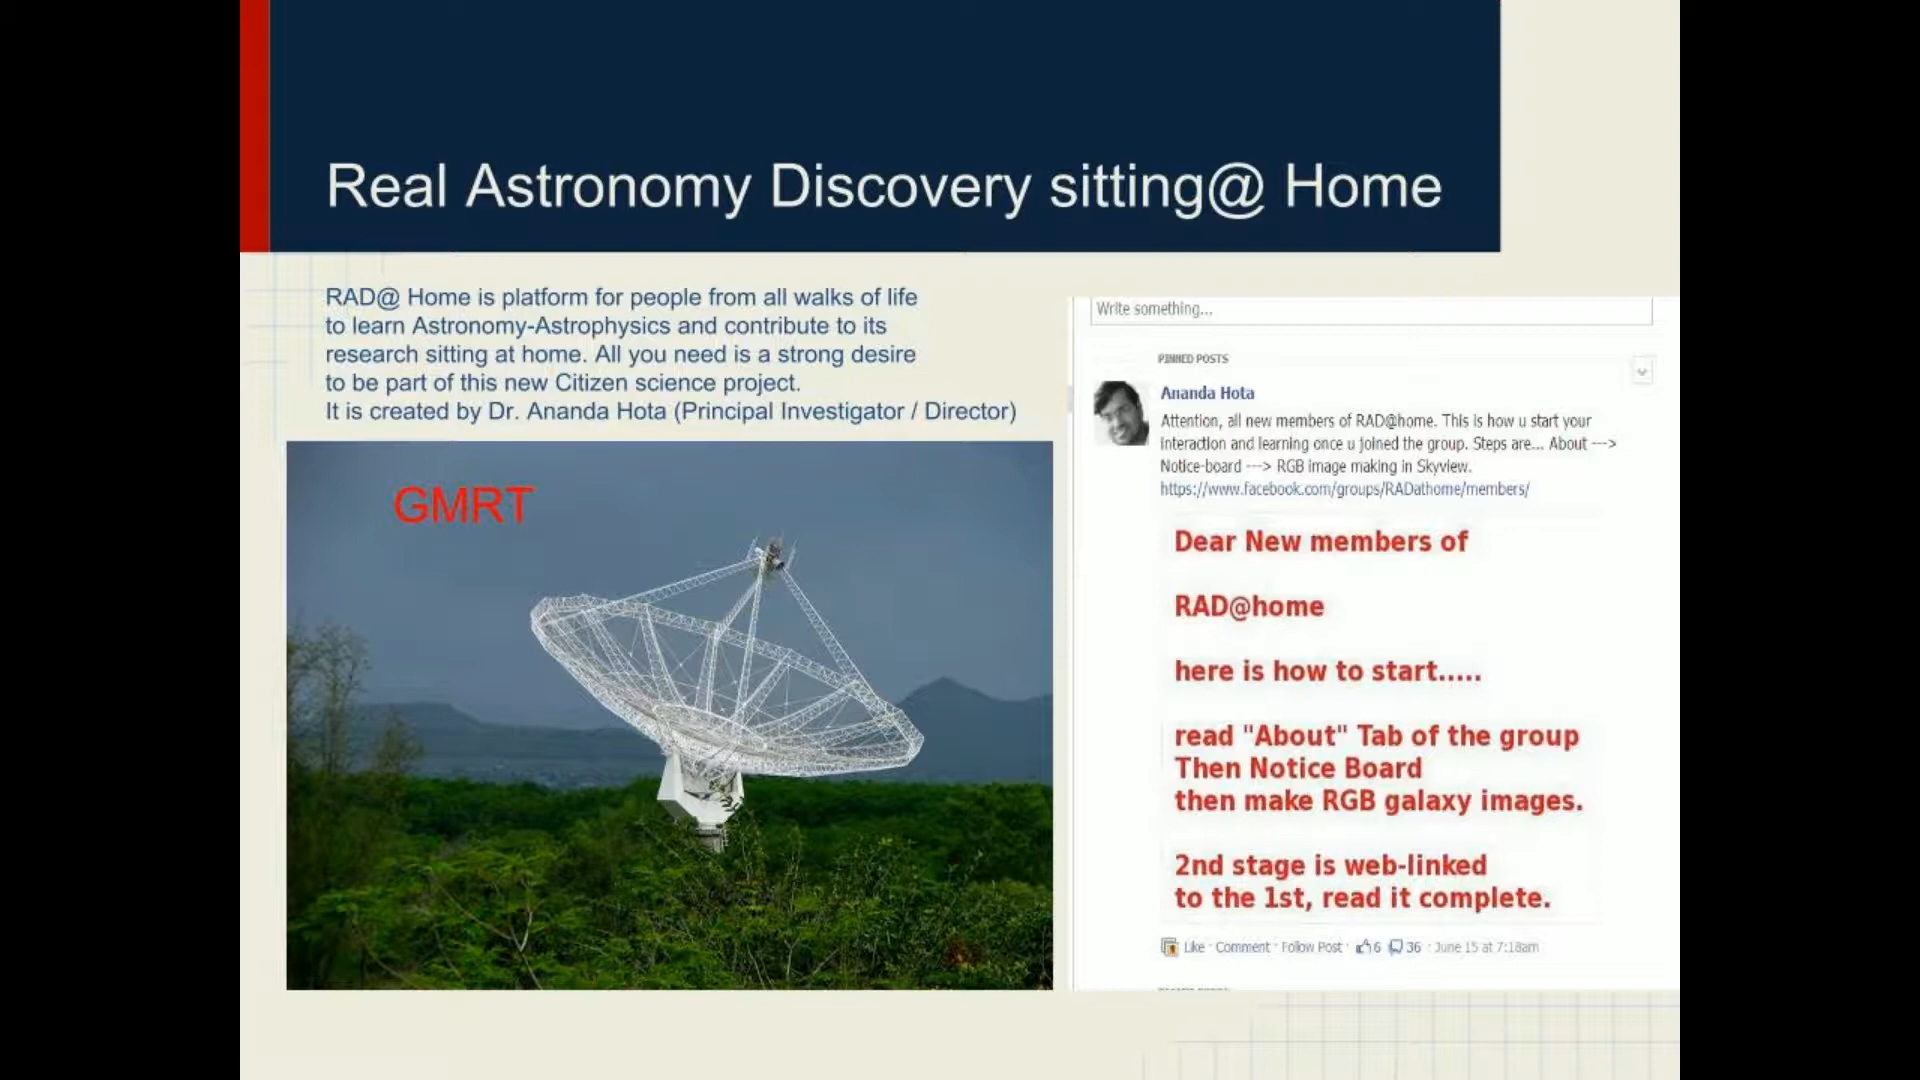 Real Astronomy Discovery sitting@ Home
RAD@ Home is platform for people from all walks of life
to learn Astronomy-Astrophysics and contribute to its
research sitting at home. All you need is a strong desire
to be part of this new Citizen science project.
It is created by Dr. Ananda Hota (Principal Investigator / Director)
GMRT
Write something...
PINNED POSTS
Ananda Hota
Attention, all new members of RAD@home. This is how u start your
interaction and learning once u joined the group. Steps are... About --->
Notice-board ---> RGB image making in Skyview.
https://www.facebook.com/groups/RADathome/members/
Dear New members of
RAD@home
here is how to start.....
read "About" Tab of the group
Then Notice Board
then make RGB galaxy images.
2nd stage is web-linked
to the 1st, read it complete.
Like · Comment · Follow Post · 6 36 · June 15 at 7:18am